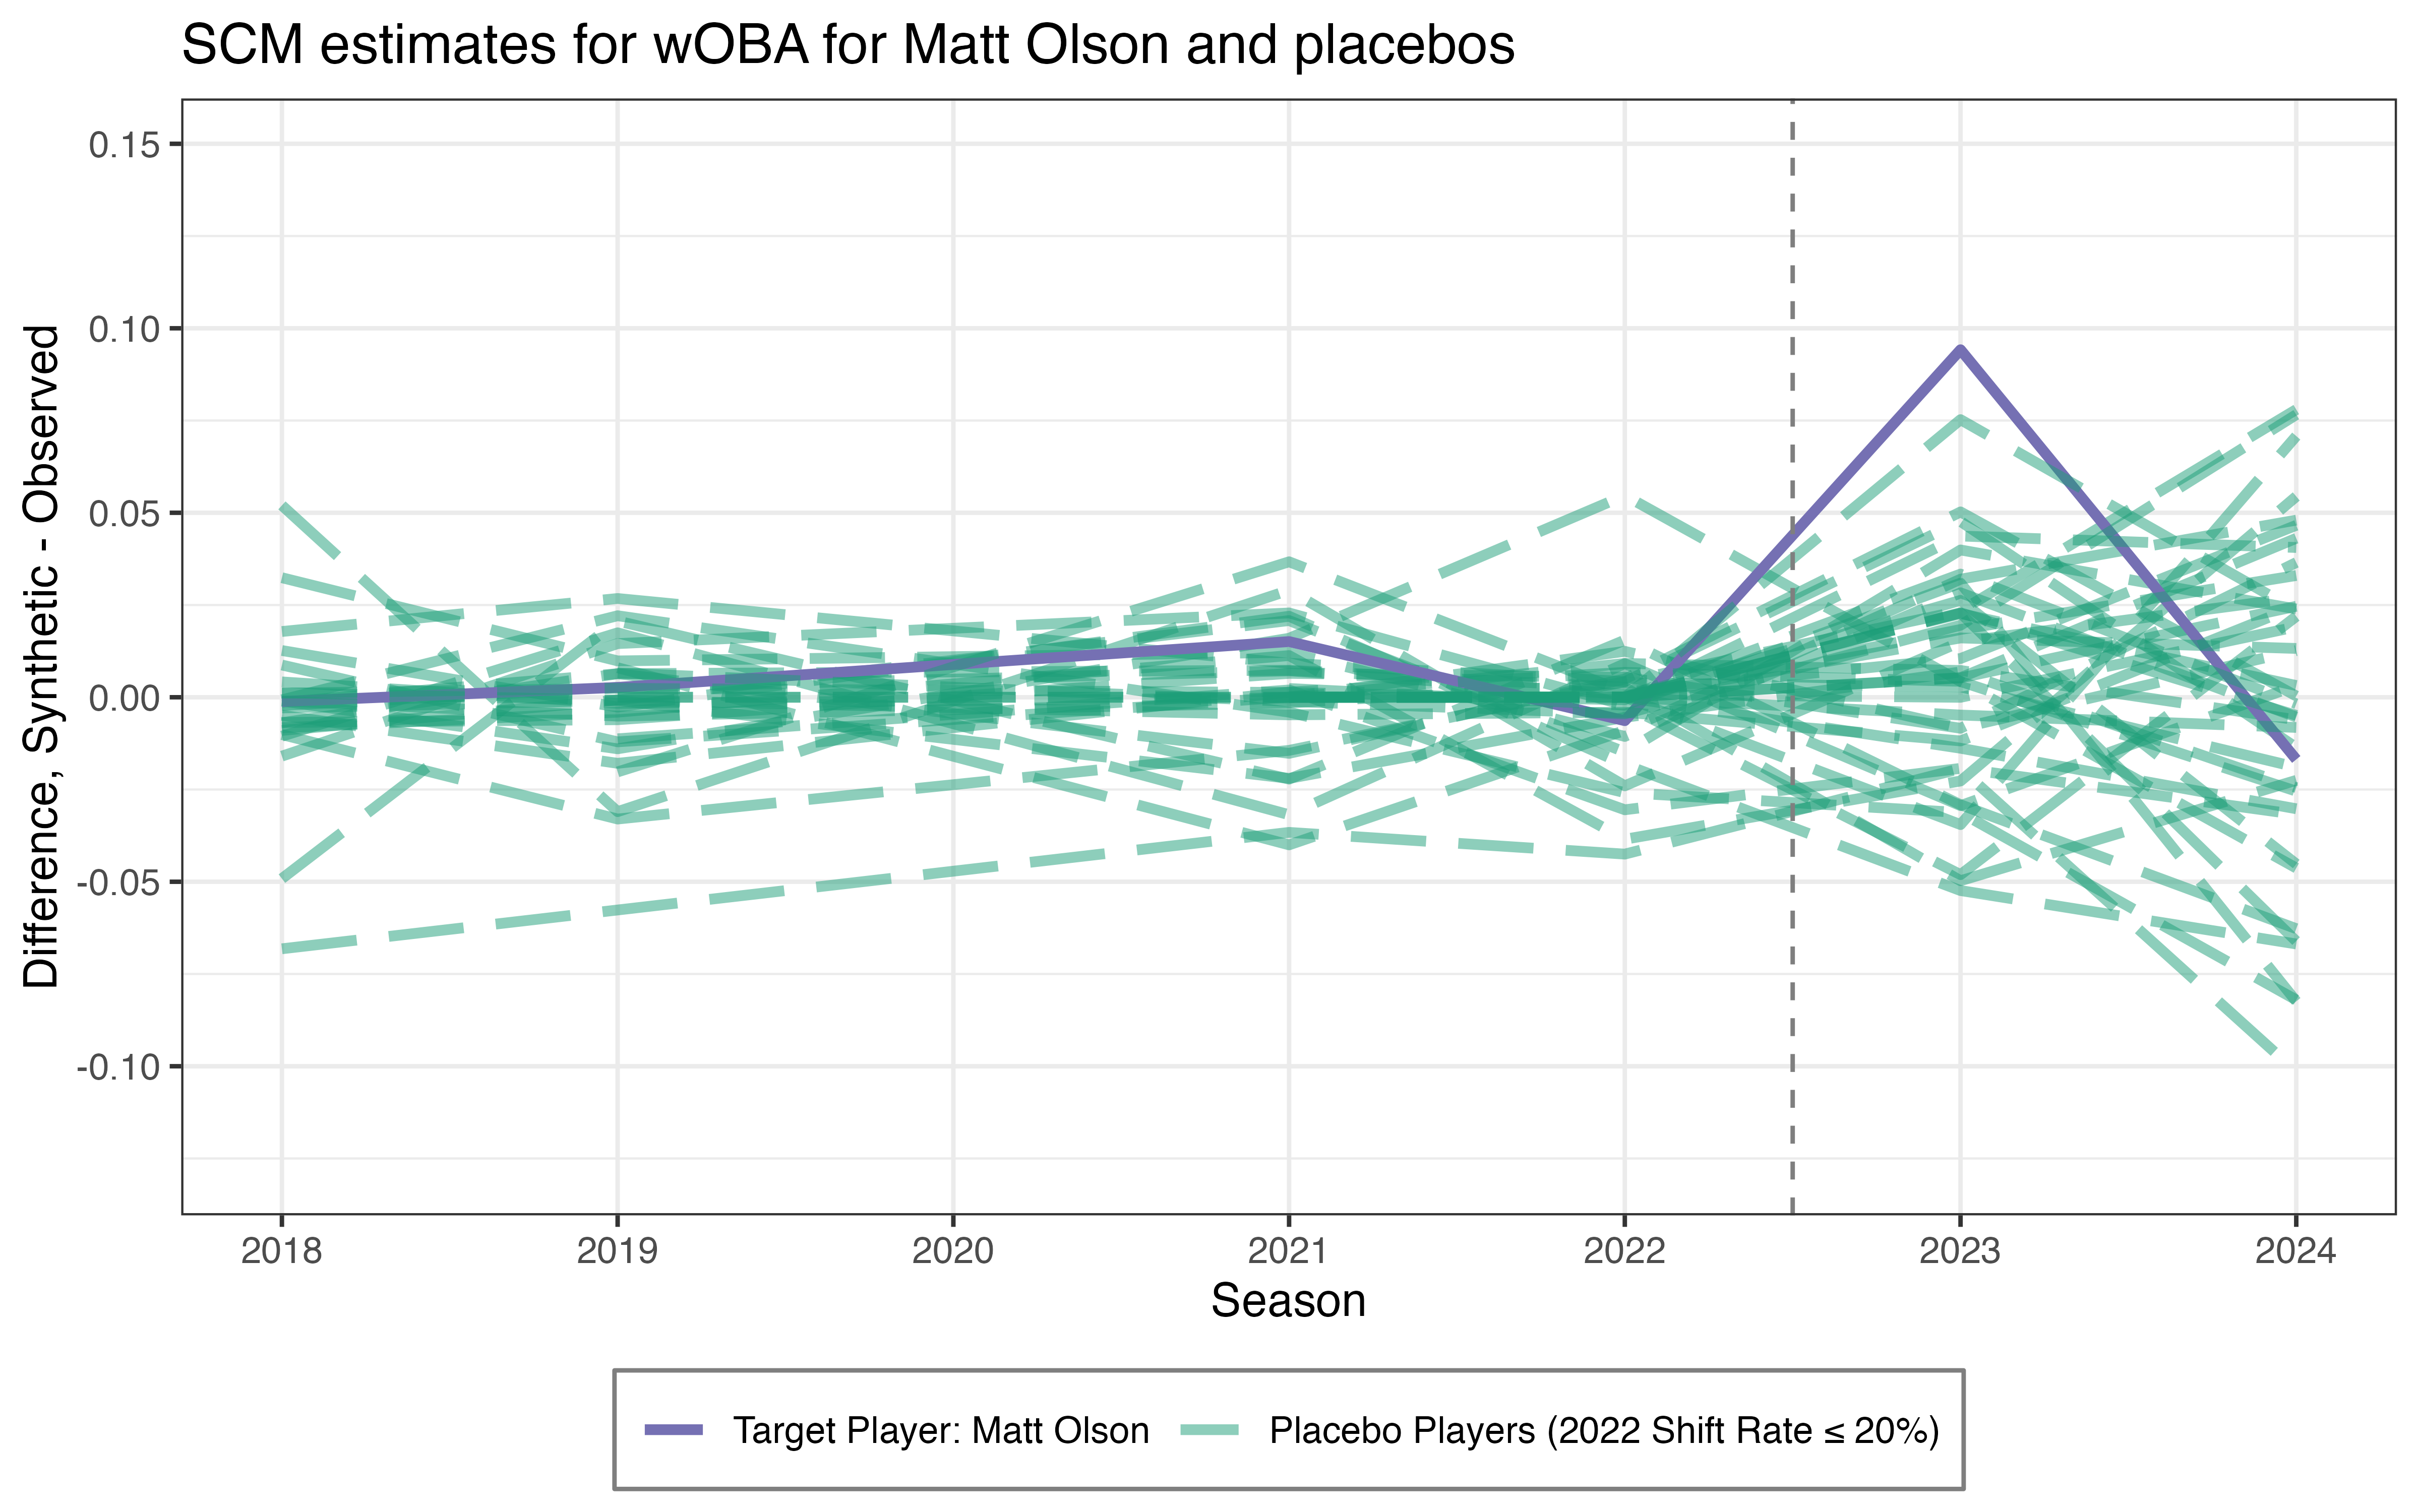 SCM estimates for wOBA for Matt Olson and placebos
Difference, Synthetic - Observed
0.15
0.10
0.05
0.00
-0.05
-0.10
2018 2019 2020 2021 2022 2023 2024
Season
Target Player: Matt Olson Placebo Players (2022 Shift Rate ≤ 20%)